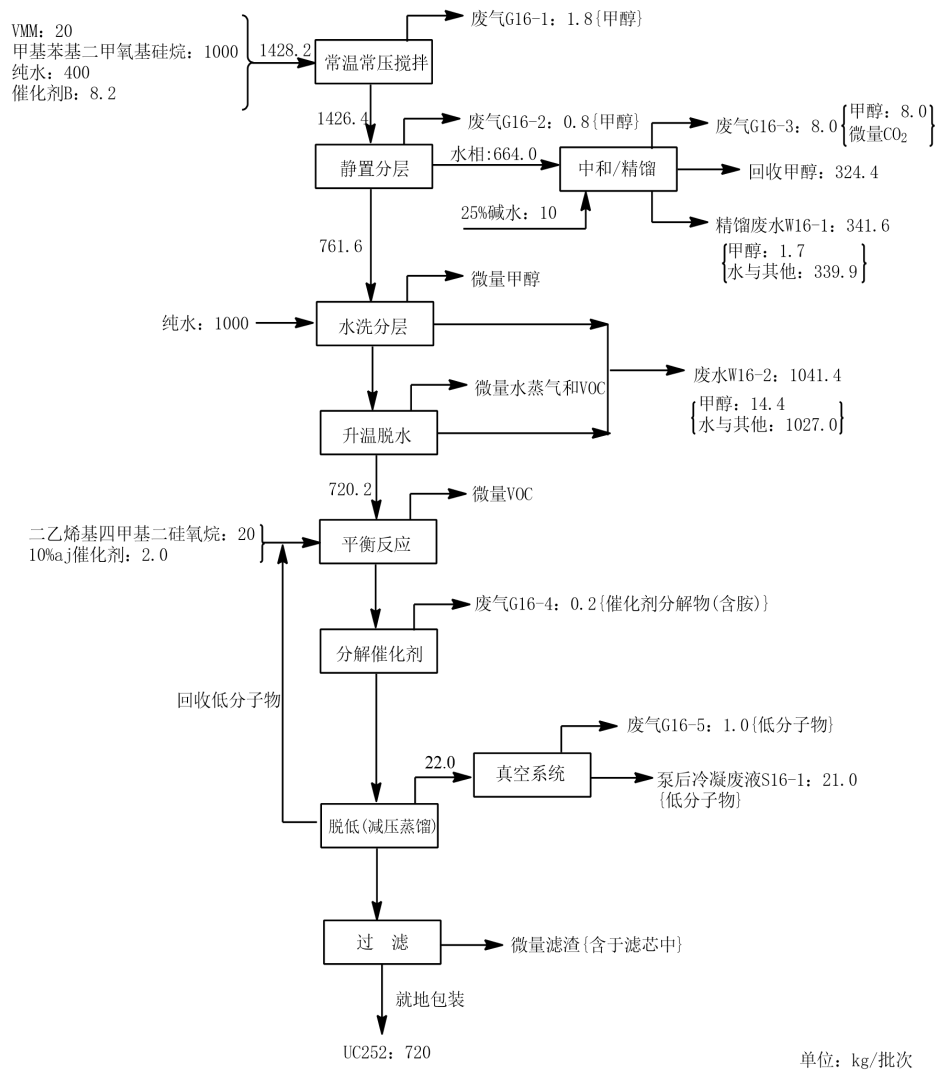 VMM: 20
甲基苯基二甲氧基硅烷: 1000
纯水: 400
催化剂B: 8.2
1428.2
常温常压搅拌
废气G16-1: 1.8{甲醇}
1426.4
静置分层
废气G16-2: 0.8{甲醇}
水相:664.0
中和/精馏
25%碱水: 10
废气G16-3: 8.0
甲醇: 8.0
微量CO2
回收甲醇: 324.4
精馏废水W16-1: 341.6
甲醇: 1.7
水与其他: 339.9
761.6
纯水: 1000
水洗分层
微量甲醇
升温脱水
微量水蒸气和VOC
废水W16-2: 1041.4
甲醇: 14.4
水与其他: 1027.0
720.2
二乙烯基四甲基二硅氧烷: 20
10%aj催化剂: 2.0
平衡反应
微量VOC
分解催化剂
废气G16-4: 0.2{催化剂分解物(含胺)}
回收低分子物
脱低(减压蒸馏)
22.0
真空系统
废气G16-5: 1.0{低分子物}
泵后冷凝废液S16-1: 21.0
{低分子物}
过 滤
微量滤渣{含于滤芯中}
就地包装
UC252: 720
单位: kg/批次